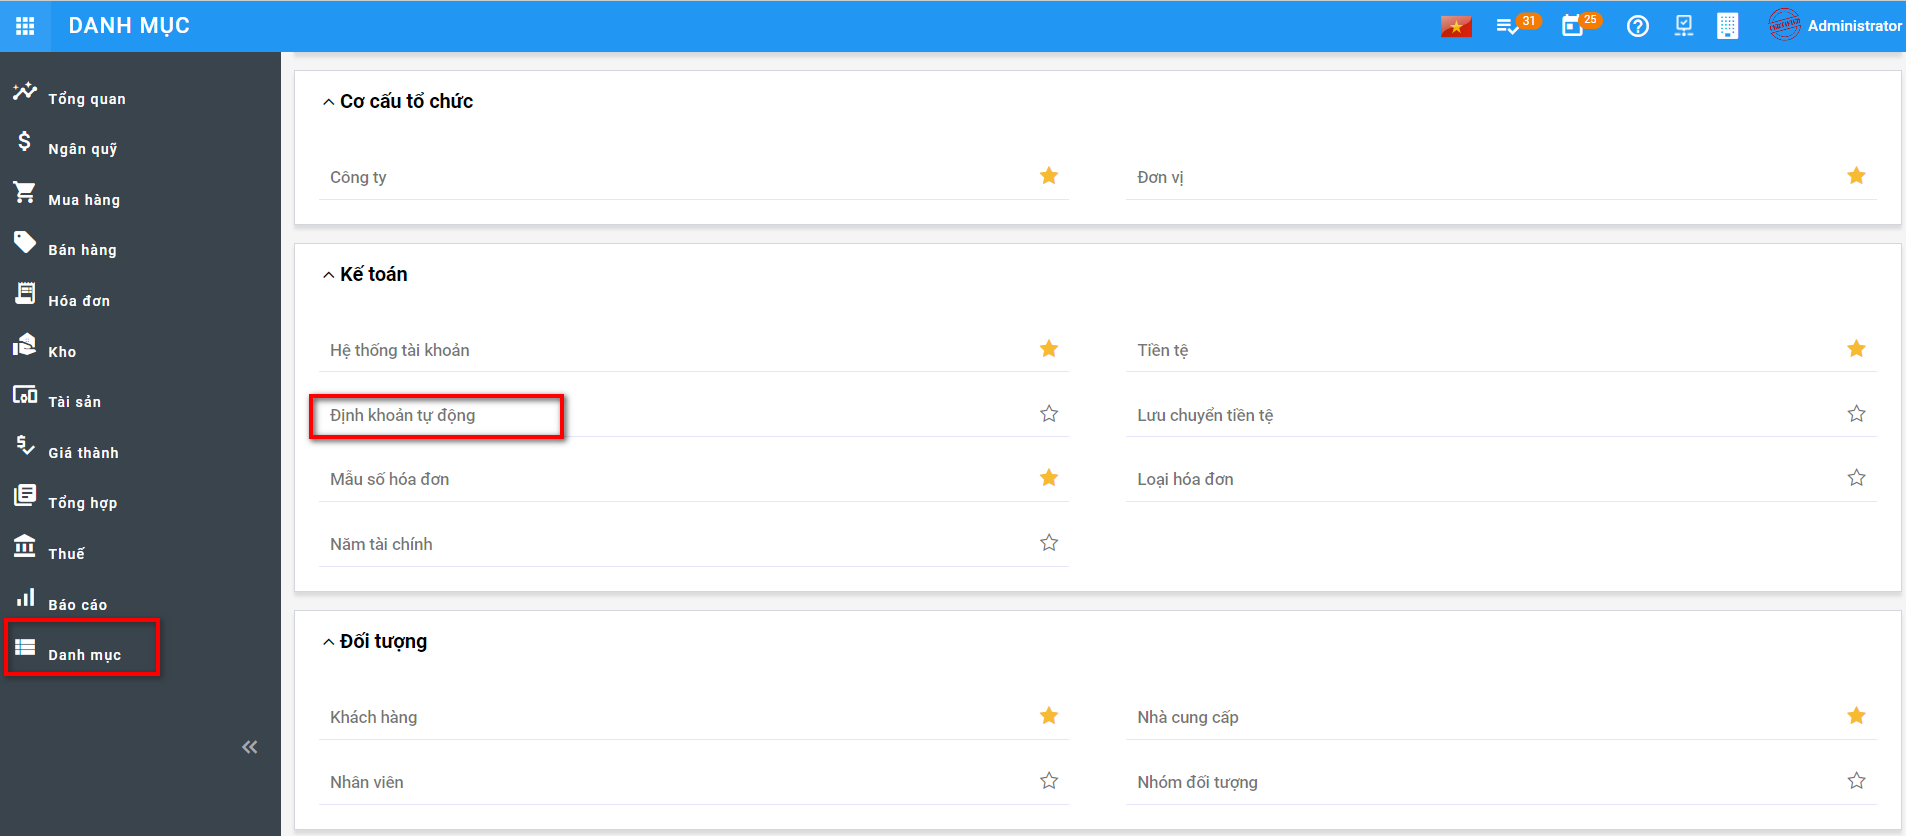 DANH MỤC
31
25
Administrator
Tổng quan
Ngân quỹ
Mua hàng
Bán hàng
Hóa đơn
Kho
Tài sản
Giá thành
Tổng hợp
Thuế
Báo cáo
Danh mục
Cơ cấu tổ chức
Công ty
Đơn vị
Kế toán
Hệ thống tài khoản
Tiền tệ
Định khoản tự động
Lưu chuyển tiền tệ
Mẫu số hóa đơn
Loại hóa đơn
Năm tài chính
Đối tượng
Khách hàng
Nhà cung cấp
Nhân viên
Nhóm đối tượng